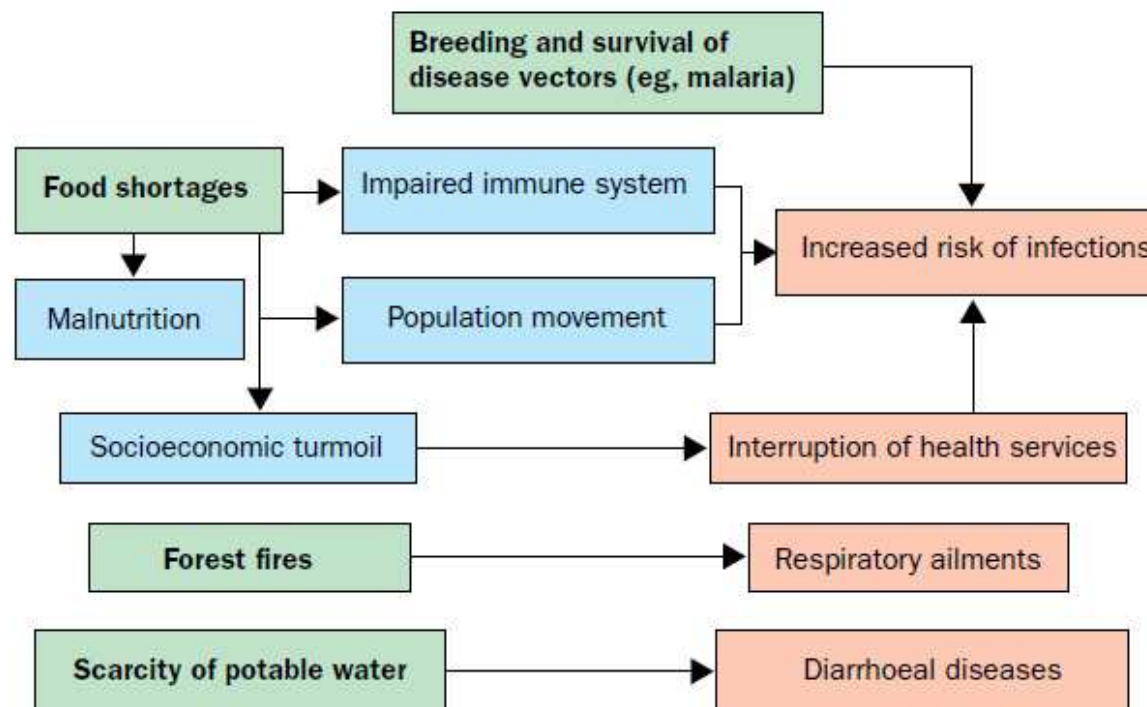 Breeding and survival of
disease vectors (eg, malaria)
Food shortages
Impaired immune system
Increased risk of infections
Malnutrition
Population movement
Socioeconomic turmoil
Interruption of health services
Forest fires
Respiratory ailments
Scarcity of potable water
Diarrhoeal diseases